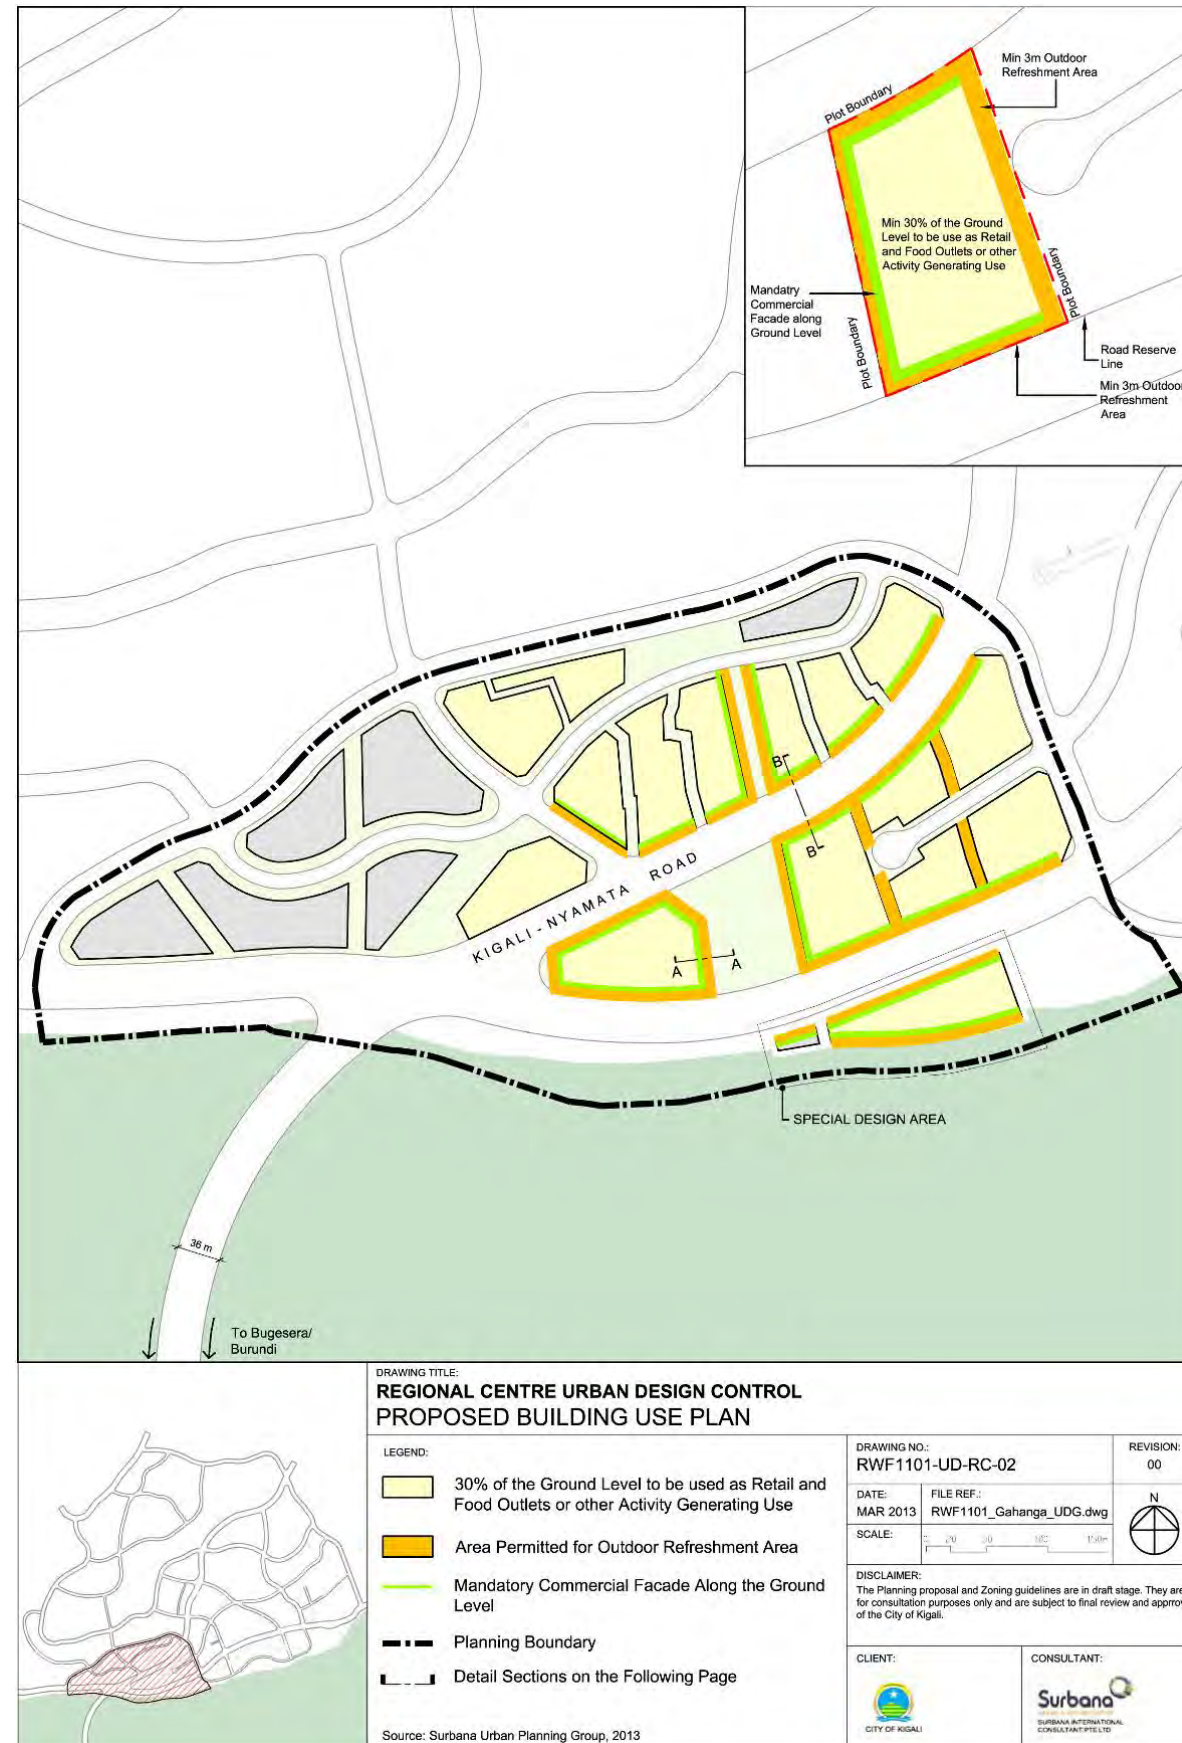 Min 3m Outdoor
Refreshment Area
Plot Boundary
Min 30% of the Ground
Level to be use as Retail
and Food Outlets or other
Activity Generating Use
Plot Boundary
Mandatry
Commercial
Facade along
Ground Level
Plot Boundary
Road Reserve
Line
Min 3m Outdoor
Refreshment
Area
B
B
KIGALI - NYAMATA ROAD
A
A
SPECIAL DESIGN AREA
36 m
To Bugesera/
Burundi
DRAWING TITLE:
REGIONAL CENTRE URBAN DESIGN CONTROL
PROPOSED BUILDING USE PLAN
LEGEND:
30% of the Ground Level to be used as Retail and
Food Outlets or other Activity Generating Use
Area Permitted for Outdoor Refreshment Area
Mandatory Commercial Facade Along the Ground
Level
Planning Boundary
Detail Sections on the Following Page
Source: Surbana Urban Planning Group, 2013
DRAWING NO.:
RWF1101-UD-RC-02
REVISION:
00
DATE:
MAR 2013
FILE REF.:
RWF1101_Gahanga_UDG.dwg
N
SCALE:
DISCLAIMER:
The Planning proposal and Zoning guidelines are in draft stage. They are
for consultation purposes only and are subject to final review and approv
of the City of Kigali.
CLIENT:
CITY OF KIGALI
CONSULTANT:
Surbana
SURBANA INTERNATIONAL
CONSULTANT PTE LTD